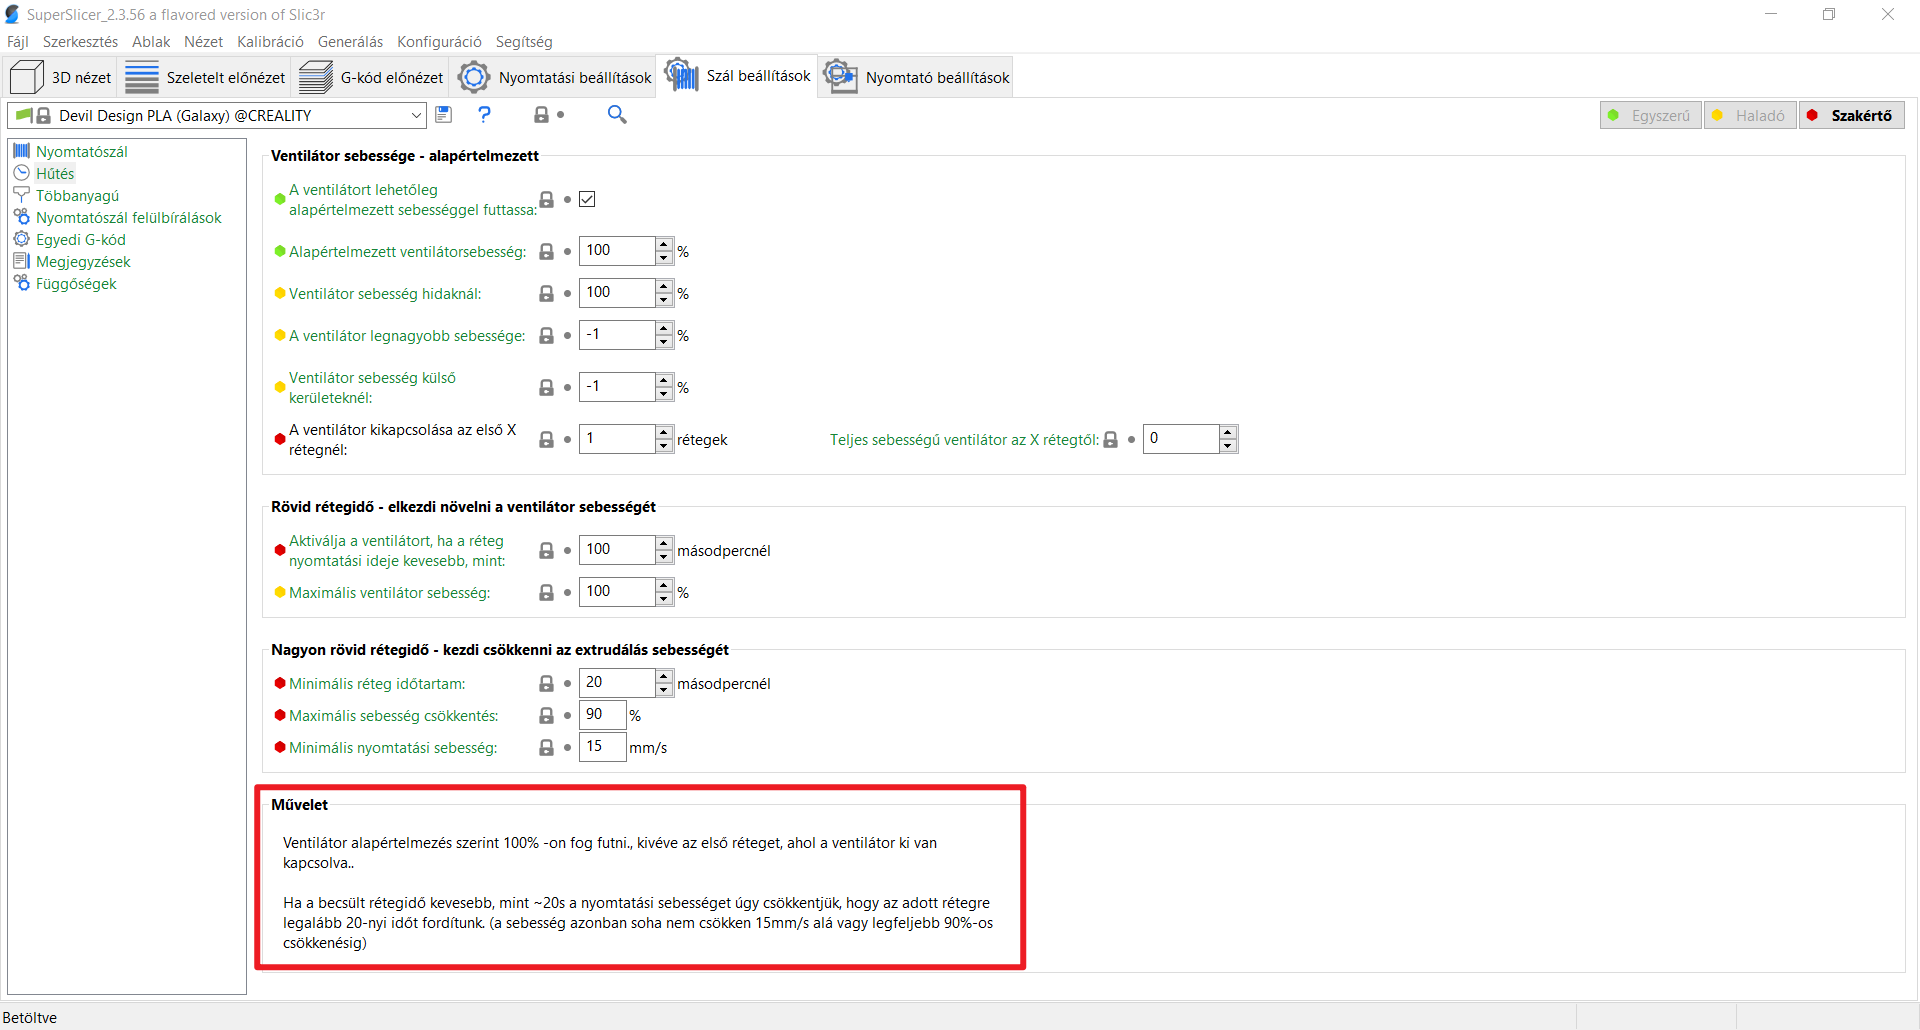 SuperSlicer_2.3.56 a flavored version of Slic3r
Fájl Szerkesztés Ablak Nézet Kalibráció Generálás Konfiguráció Segítség
3D nézet Szeletelt előnézet G-kód előnézet Nyomtatási beállítások Szál beállítások Nyomtató beállítások
Devil Design PLA (Galaxy) @CREALITY ? Egyszerű Haladó Szakértő
Nyomtatószál
Hűtés
Többanyagú
Nyomtatószál felülbírálások
Egyedi G-kód
Megjegyzések
Függőségek
Ventilátor sebessége - alapértelmezett
A ventilátort lehetőleg
alapértelmezett sebességgel futtassa:
Alapértelmezett ventilátorsebesség: 100 %
Ventilátor sebesség hidaknál: 100 %
A ventilátor legnagyobb sebessége: -1 %
Ventilátor sebesség külső
kerületeknél: -1 %
A ventilátor kikapcsolása az első X
rétegnél: 1 rétegek Teljes sebességű ventilátor az X rétegtől: 0
Rövid rétegidő - elkezdi növelni a ventilátor sebességét
Aktiválja a ventilátort, ha a réteg
nyomtatási ideje kevesebb, mint: 100 másodpercnél
Maximális ventilátor sebesség: 100 %
Nagyon rövid rétegidő - kezdi csökkenni az extrudálás sebességét
Minimális réteg időtartam: 20 másodpercnél
Maximális sebesség csökkentés: 90 %
Minimális nyomtatási sebesség: 15 mm/s
Művelet
Ventilátor alapértelmezés szerint 100% -on fog futni., kivéve az első réteget, ahol a ventilátor ki van
kapcsolva..
Ha a becsült rétegidő kevesebb, mint ~20s a nyomtatási sebességet úgy csökkentjük, hogy az adott rétegre
legalább 20-nyi időt fordítunk. (a sebesség azonban soha nem csökken 15mm/s alá vagy legfeljebb 90%-os
csökkenésig)
Betöltve